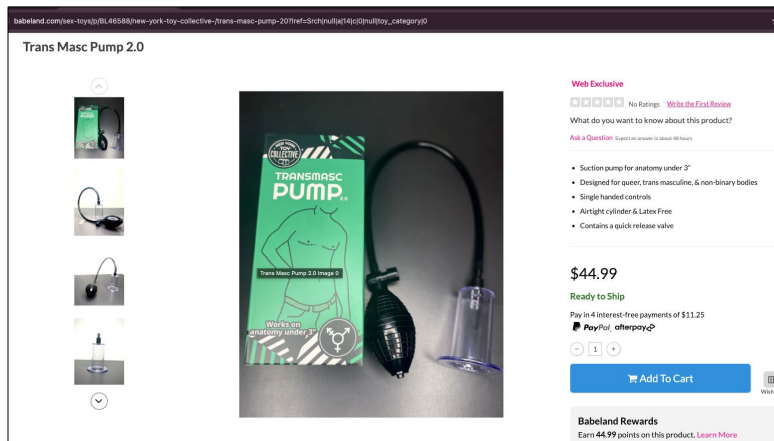 babeland.com/sex-toys/p/BL46588/new-york-toy-collective-/trans-masc-pump-20?lref=Srch|null|a|14|c|0|null|toy_category|0
Trans Masc Pump 2.0
NEW YORK
TOY
COLLECTIVE
TRANSMASC
PUMP 2.0
Trans Masc Pump 2.0 Image 0
Works on
anatomy under 3"
Web Exclusive
No Ratings Write the First Review
What do you want to know about this product?
Ask a Question Expect an answer in about 48 hours
• Suction pump for anatomy under 3"
• Designed for queer, trans masculine, & non-binary bodies
• Single handed controls
• Airtight cylinder & Latex Free
• Contains a quick release valve
$44.99
Ready to Ship
Pay in 4 interest-free payments of $11.25
PayPal, afterpay
− 1 +
Add To Cart
Wish
Babeland Rewards
Earn 44.99 points on this product. Learn More